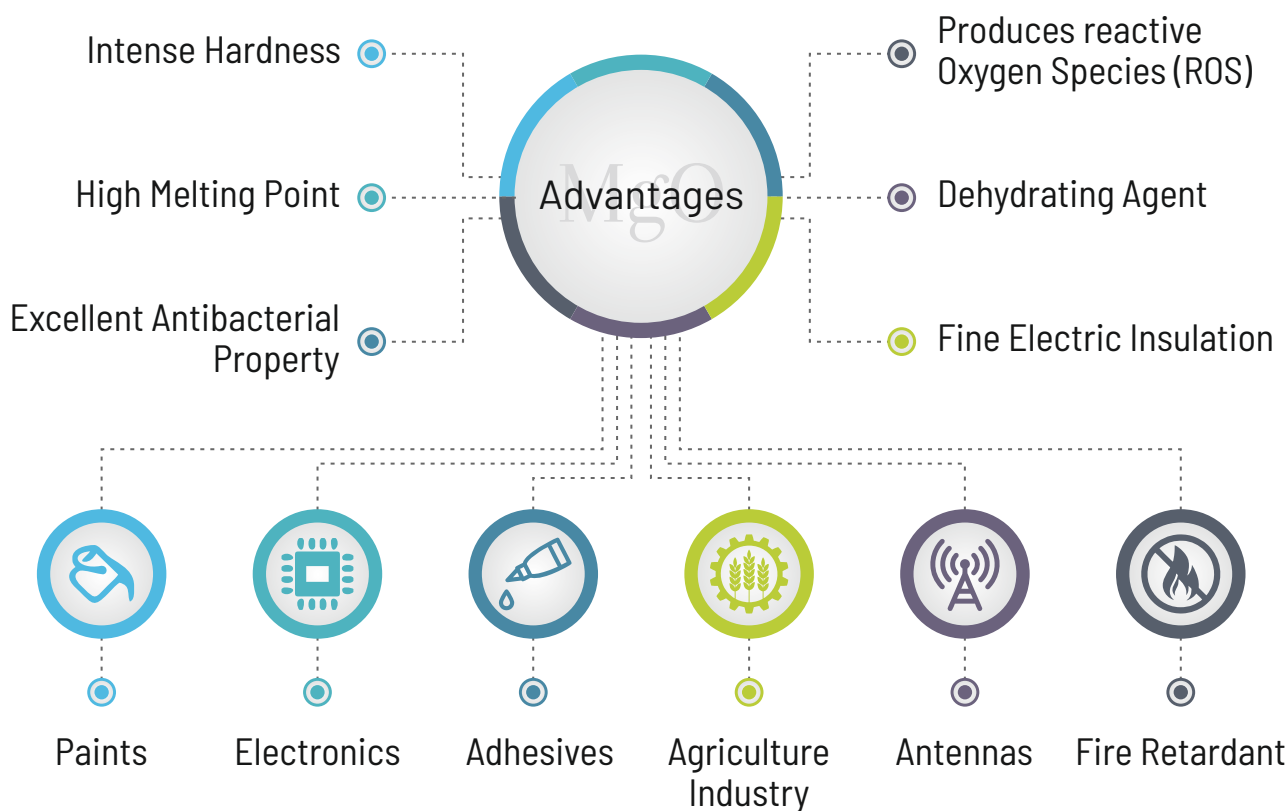 Intense Hardness
High Melting Point
Excellent Antibacterial
Property
MgO
Advantages
Produces reactive
Oxygen Species (ROS)
Dehydrating Agent
Fine Electric Insulation
Paints
Electronics
Adhesives
Agriculture
Industry
Antennas
Fire Retardant